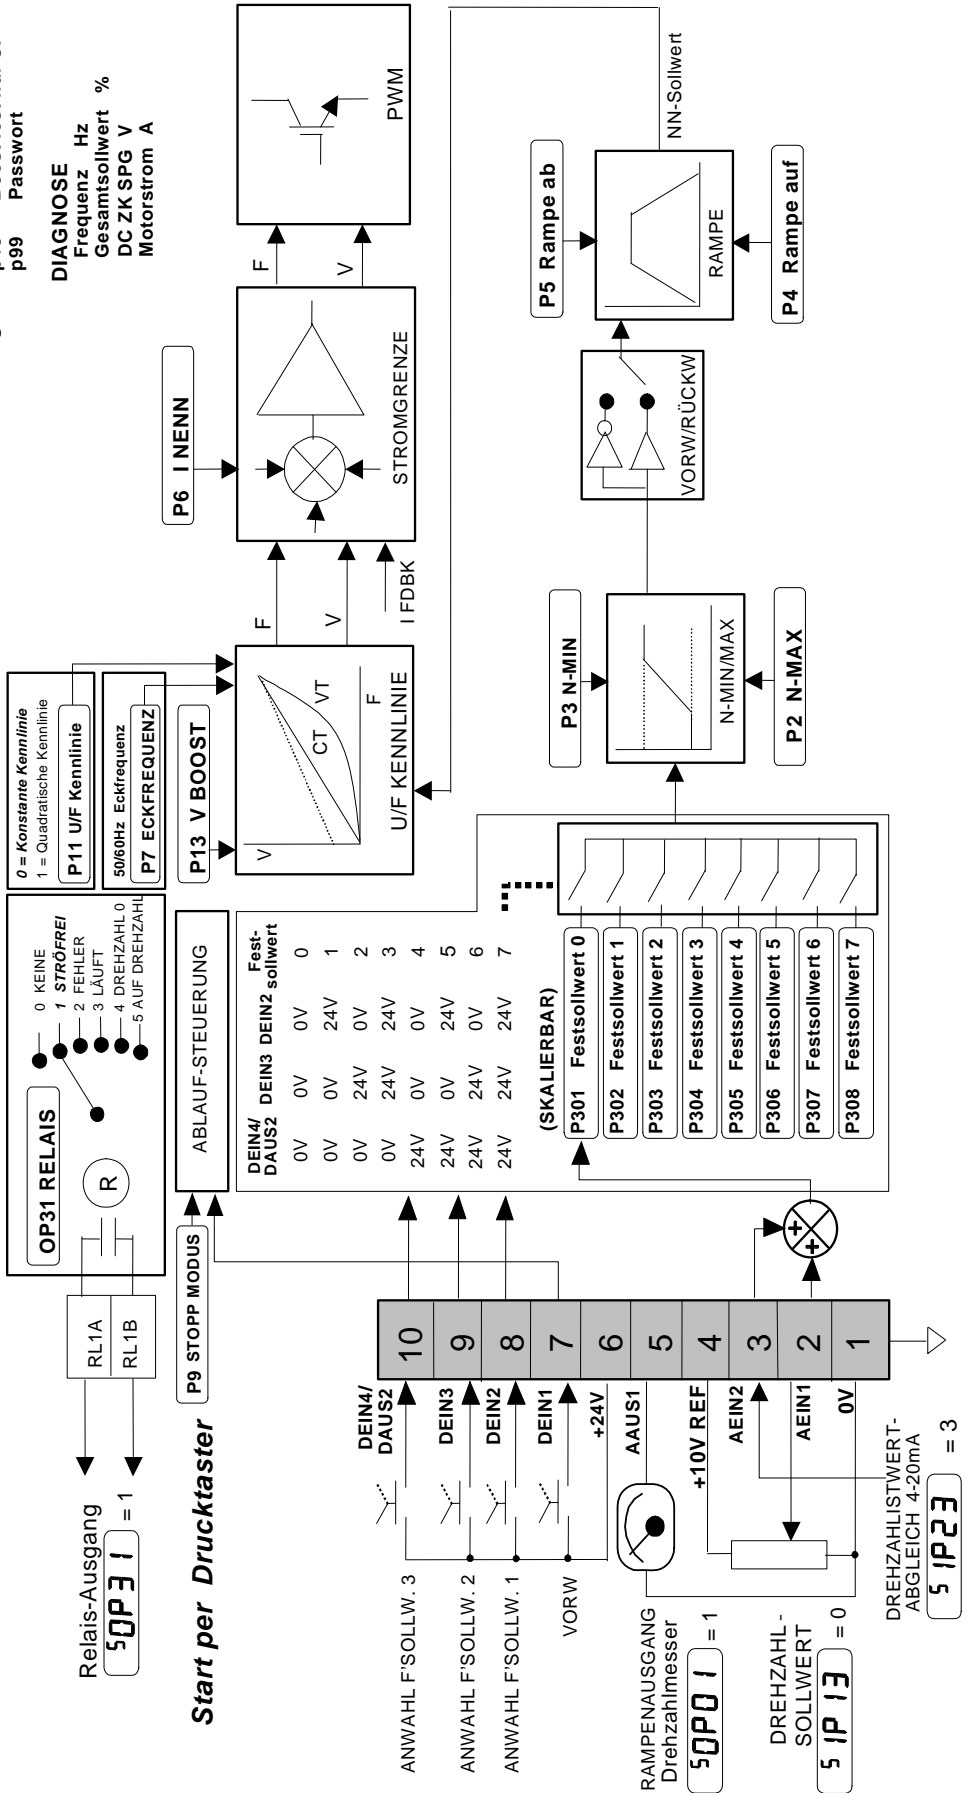 p99 Passwort
DIAGNOSE
Frequenz Hz
Gesamtsollwert %
DC ZK SPG V
Motorstrom A
Relais-Ausgang
5OP31 = 1
RL1A
RL1B
OP31 RELAIS
R
0 KEINE
1 STRÖFREI
2 FEHLER
3 LÄUFT
4 DREHZAHL 0
5 AUF DREHZAHL
0 = Konstante Kennlinie
1 = Quadratische Kennlinie
P11 U/F Kennlinie
50/60Hz Eckfrequenz
P7 ECKFREQUENZ
P13 V BOOST
V
CT
VT
F
U/F KENNLINIE
F
V
I FDBK
P6 I NENN
STROMGRENZE
F
V
PWM
Start per Drucktaster
P9 STOPP MODUS
ABLAUF-STEUERUNG
DEIN4/
DAUS2 DEIN3 DEIN2 Fest-
sollwert
0V 0V 0V 0
0V 0V 24V 1
0V 24V 0V 2
0V 24V 24V 3
24V 0V 0V 4
24V 0V 24V 5
24V 24V 0V 6
24V 24V 24V 7
(SKALIERBAR)
P301 Festsollwert 0
P302 Festsollwert 1
P303 Festsollwert 2
P304 Festsollwert 3
P305 Festsollwert 4
P306 Festsollwert 5
P307 Festsollwert 6
P308 Festsollwert 7
ANWAHL F'SOLLW. 3
ANWAHL F'SOLLW. 2
ANWAHL F'SOLLW. 1
VORW
DEIN4/
DAUS2
DEIN3
DEIN2
DEIN1
+24V
AAUS1
+10V REF
AEIN2
AEIN1
0V
10
9
8
7
6
5
4
3
2
1
+
+
RAMPENAUSGANG
Drehzahlmesser
5OP01 = 1
DREHZAHL -
SOLLWERT
5 IP 13 = 0
DREHZAHLISTWERT-
ABGLEICH 4-20mA
5 IP23 = 3
P3 N-MIN
N-MIN/MAX
P2 N-MAX
VORW/RÜCKW
P5 Rampe ab
RAMPE
P4 Rampe auf
NN-Sollwert